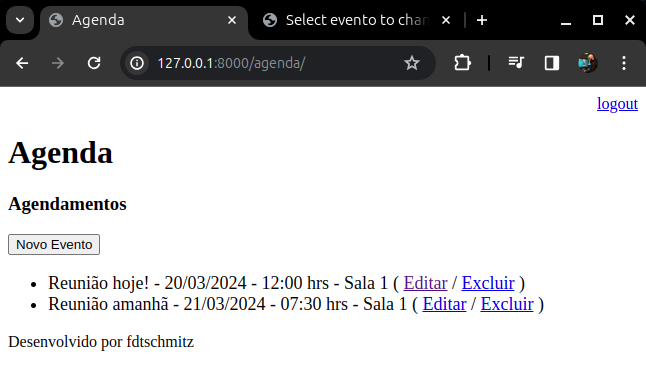 Agenda
Select evento to chan
127.0.0.1:8000/agenda/
logout
Agenda
Agendamentos
Novo Evento
Reunião hoje! - 20/03/2024 - 12:00 hrs - Sala 1 ( Editar / Excluir )
Reunião amanhã - 21/03/2024 - 07:30 hrs - Sala 1 ( Editar / Excluir )
Desenvolvido por fdtschmitz